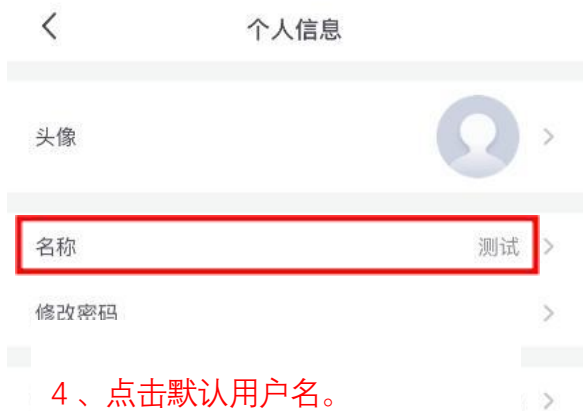 个人信息
头像
名称 测试
修改密码
4、点击默认用户名。